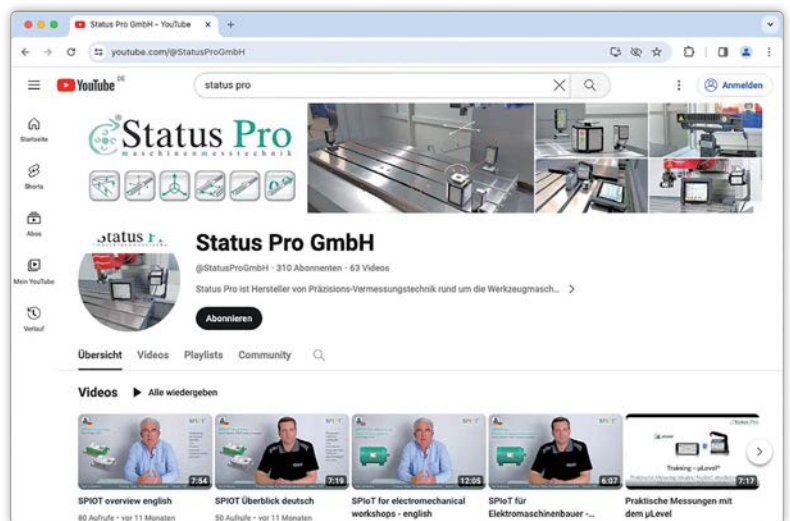 Status Pro GmbH - YouTube
youtube.com/@StatusProGmbH
YouTube DE
status pro
Anmelden
Startseite
Shorts
Abos
Mein YouTube
Verlauf
Status Pro
maschinenmesstechnik
Status Pro GmbH
@StatusProGmbH · 310 Abonnenten · 63 Videos
Status Pro ist Hersteller von Präzisions-Vermessungstechnik rund um die Werkzeugmasch...
Abonnieren
Übersicht Videos Playlists Community
Videos Alle wiedergeben
7:54
7:19
12:05
6:07
Status Pro
Training - µLevel®
7:17
SPIOT overview english
80 Aufrufe · vor 11 Monaten
SPIOT Überblick deutsch
50 Aufrufe · vor 11 Monaten
SPIoT for electromechanical
workshops - english
SPIoT für
Elektromaschinenbauer -...
Praktische Messungen mit
dem µLevel